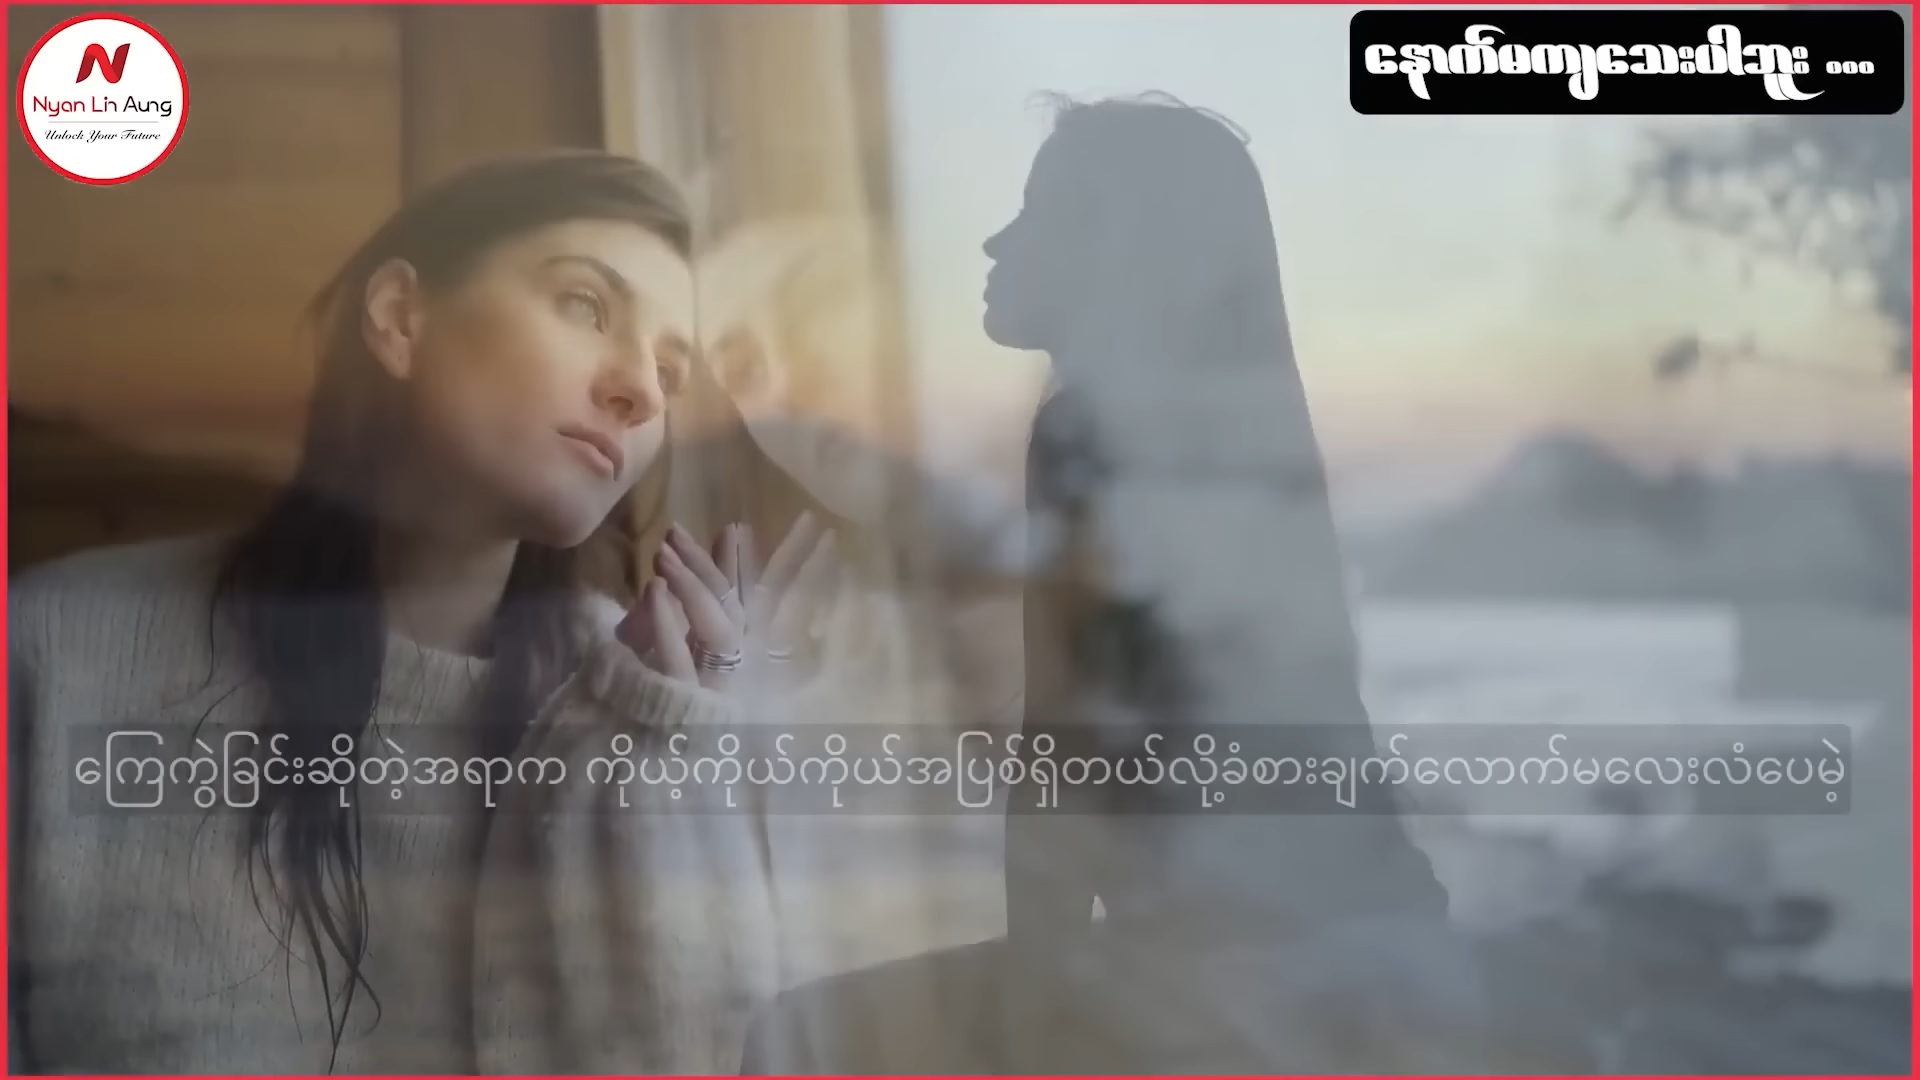 N
Nyan Lin Aung
Unlock Your Future
နောက်မကျသေးပါဘူး ...
ကြေကွဲခြင်းဆိုတဲ့အရာက ကိုယ့်ကိုယ်ကိုယ်အပြစ်ရှိတယ်လို့ခံစားချက်လောက်မလေးလံပေမဲ့